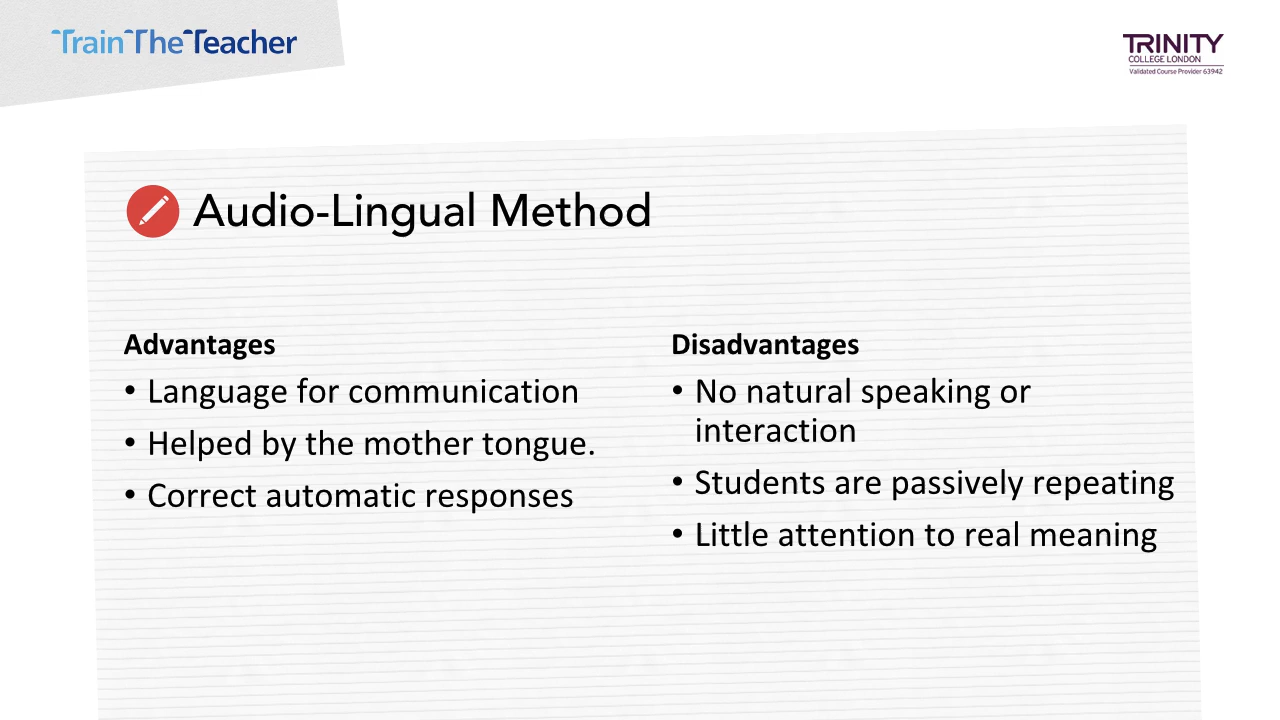 TrainTheTeacher
TRINITY
COLLEGE LONDON
Validated Course Provider 63942
Audio-Lingual Method
Advantages
• Language for communication
• Helped by the mother tongue.
• Correct automatic responses
Disadvantages
• No natural speaking or
interaction
• Students are passively repeating
• Little attention to real meaning